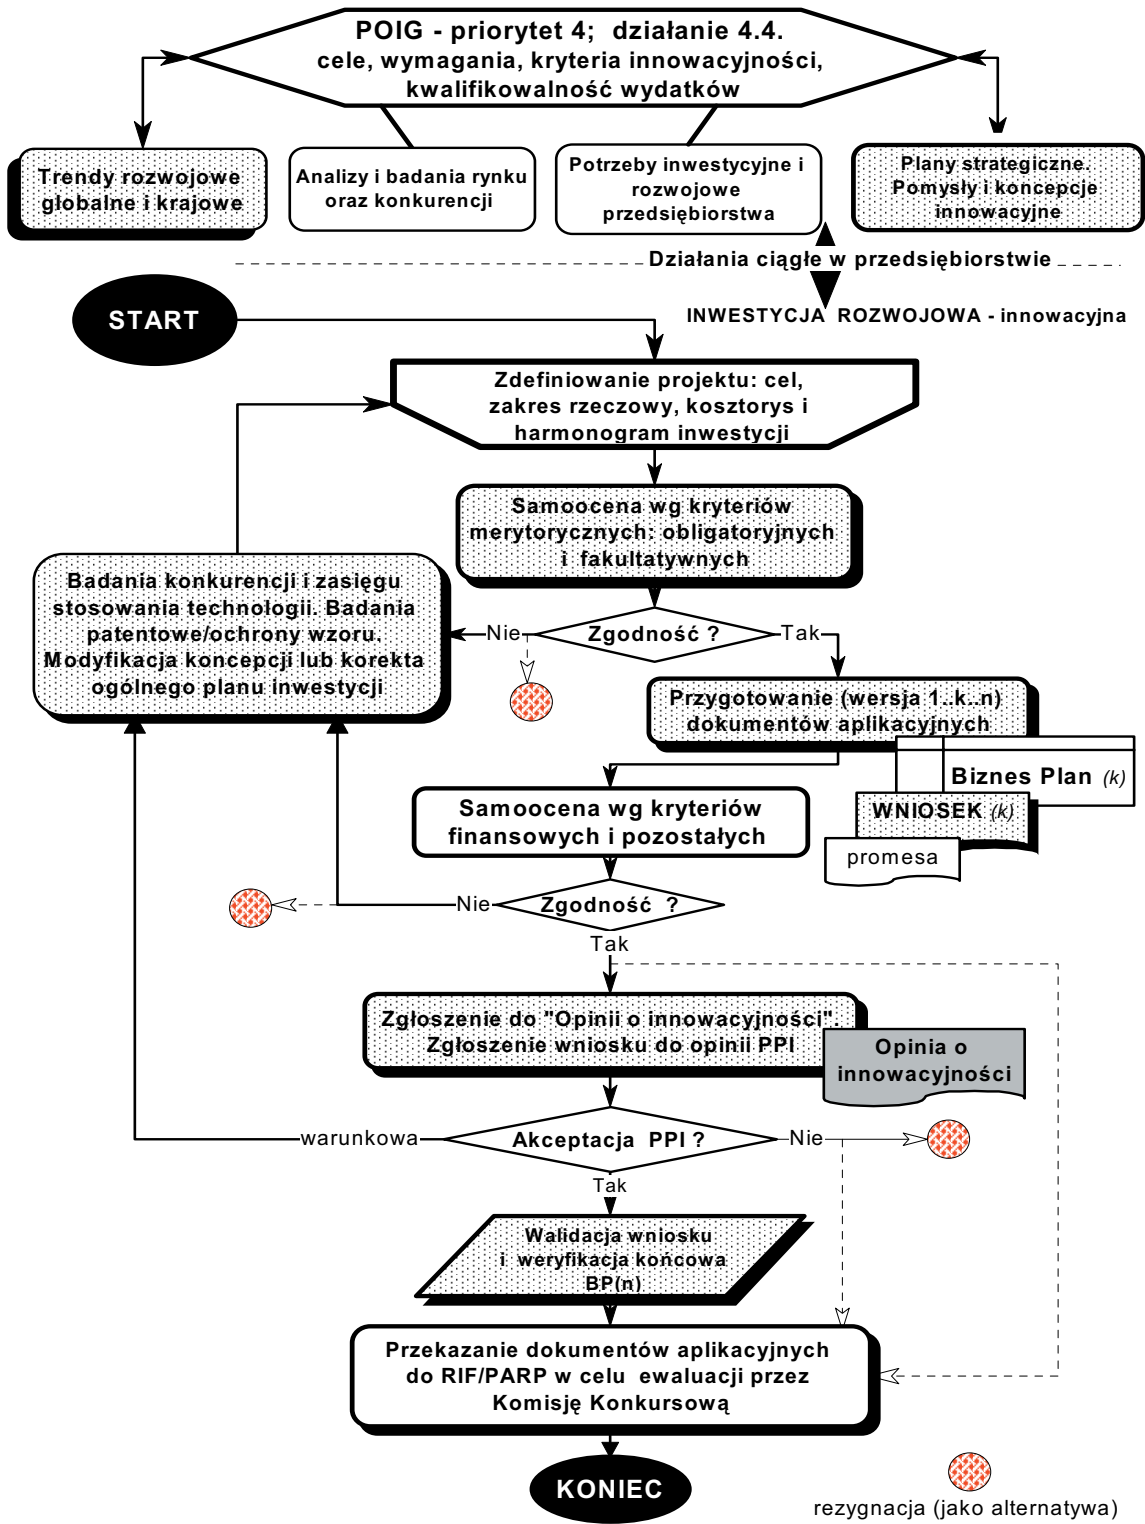 POIG - priorytet 4; działanie 4.4.
cele, wymagania, kryteria innowacyjności,
kwalifikowalność wydatków
Trendy rozwojowe
globalne i krajowe
Analizy i badania rynku
oraz konkurencji
Potrzeby inwestycyjne i
rozwojowe
przedsiębiorstwa
Plany strategiczne.
Pomysły i koncepcje
innowacyjne
Działania ciągłe w przedsiębiorstwie
INWESTYCJA ROZWOJOWA - innowacyjna
START
Zdefiniowanie projektu: cel,
zakres rzeczowy, kosztorys i
harmonogram inwestycji
Samoocena wg kryteriów
merytorycznych: obligatoryjnych
i fakultatywnych
Badania konkurencji i zasięgu
stosowania technologii. Badania
patentowe/ochrony wzoru.
Modyfikacja koncepcji lub korekta
ogólnego planu inwestycji
Nie
Zgodność ?
Tak
Przygotowanie (wersja 1..k..n)
dokumentów aplikacyjnych
Biznes Plan (k)
WNIOSEK (k)
promesa
Samoocena wg kryteriów
finansowych i pozostałych
Nie
Zgodność ?
Tak
Zgłoszenie do "Opinii o innowacyjności".
Zgłoszenie wniosku do opinii PPI
Opinia o
innowacyjności
warunkowa
Akceptacja PPI ?
Nie
Tak
Walidacja wniosku
i weryfikacja końcowa
BP(n)
Przekazanie dokumentów aplikacyjnych
do RIF/PARP w celu ewaluacji przez
Komisję Konkursową
KONIEC
rezygnacja (jako alternatywa)